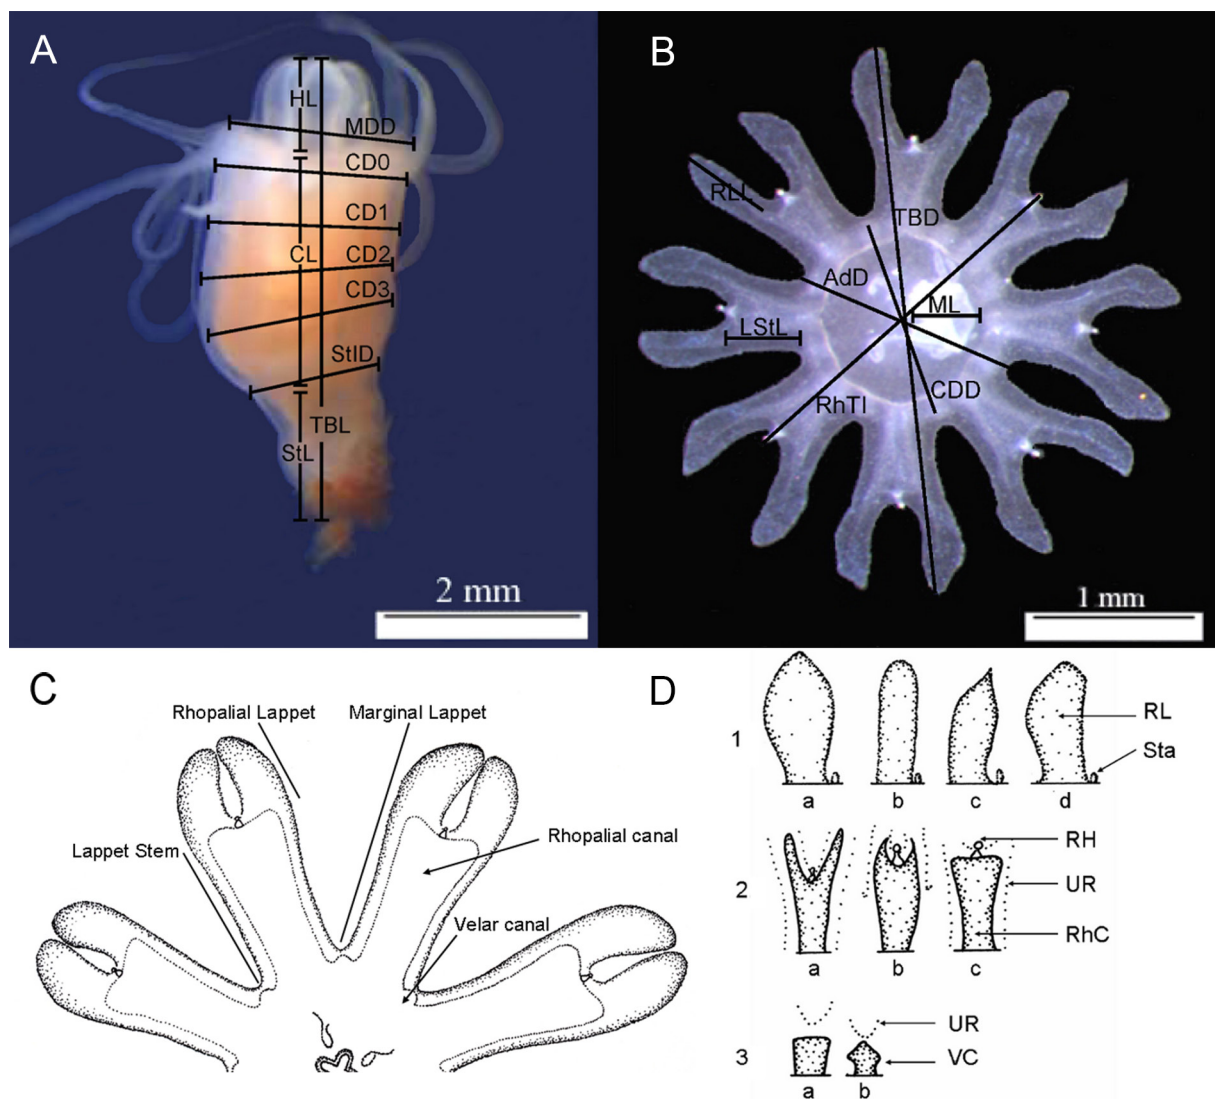 A
HL
MDD
CD0
CD1
CL
CD2
CD3
StlD
TBL
StL
2 mm
B
RLL
TBD
AdD
ML
LStL
CDD
RhTl
1 mm
C
Rhopalial Lappet
Marginal Lappet
Rhopalial canal
Lappet Stem
Velar canal
D
1
RL
Sta
a b c d
2
RH
UR
RhC
a b c
3
UR
VC
a b